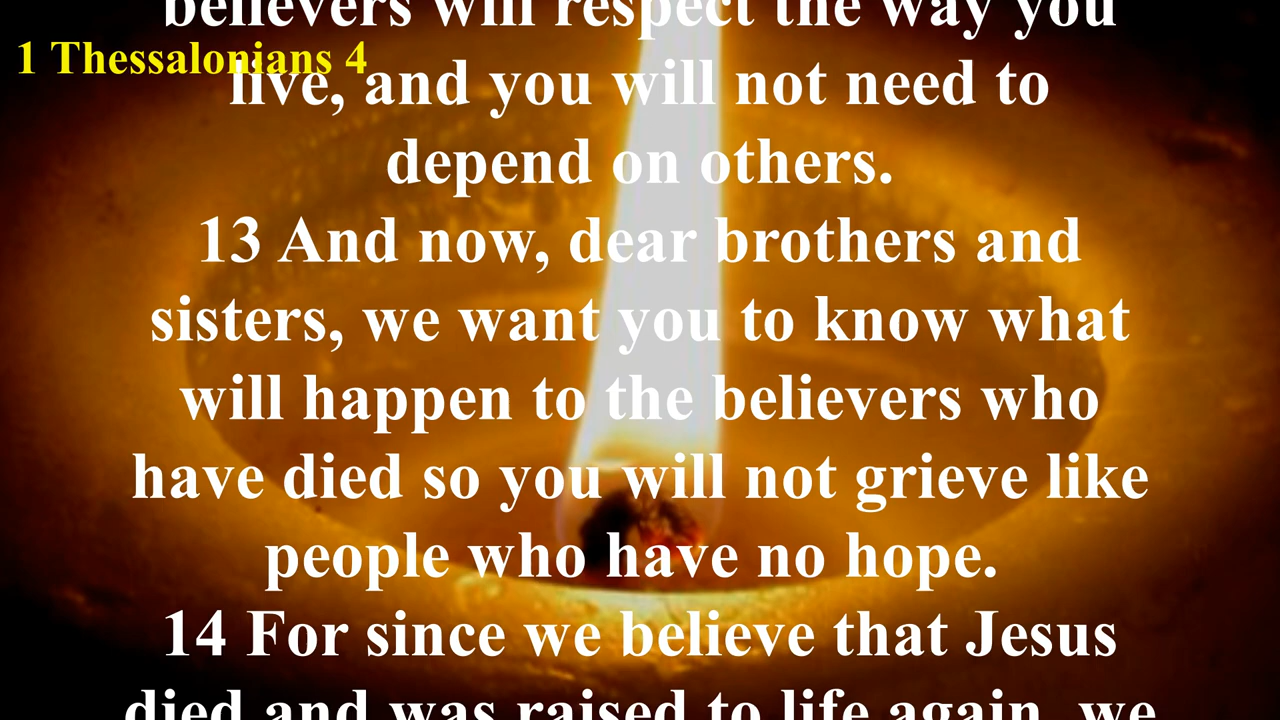 believers will respect the way you
1 Thessalonians 4
live, and you will not need to
depend on others.
13 And now, dear brothers and
sisters, we want you to know what
will happen to the believers who
have died so you will not grieve like
people who have no hope.
14 For since we believe that Jesus
died and was raised to life again, we